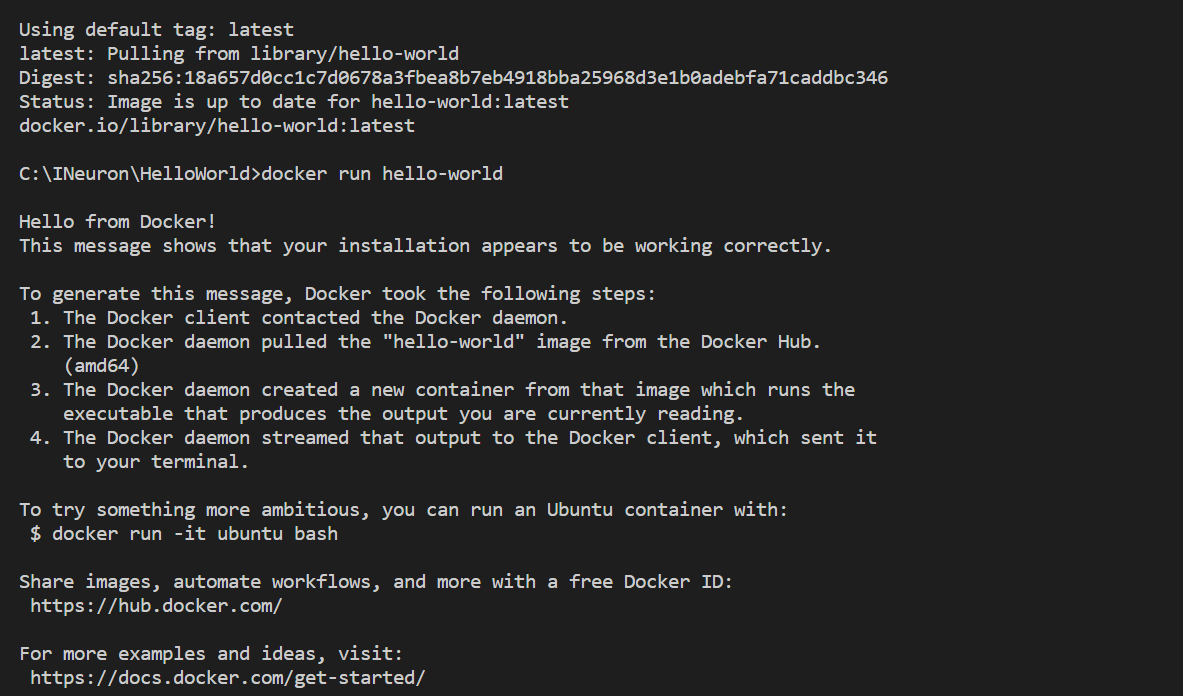 Using default tag: latest
latest: Pulling from library/hello-world
Digest: sha256:18a657d0cc1c7d0678a3fbea8b7eb4918bba25968d3e1b0adebfa71caddbc346
Status: Image is up to date for hello-world:latest
docker.io/library/hello-world:latest

C:\INeuron\HelloWorld>docker run hello-world

Hello from Docker!
This message shows that your installation appears to be working correctly.

To generate this message, Docker took the following steps:
 1. The Docker client contacted the Docker daemon.
 2. The Docker daemon pulled the "hello-world" image from the Docker Hub.
    (amd64)
 3. The Docker daemon created a new container from that image which runs the
    executable that produces the output you are currently reading.
 4. The Docker daemon streamed that output to the Docker client, which sent it
    to your terminal.

To try something more ambitious, you can run an Ubuntu container with:
 $ docker run -it ubuntu bash

Share images, automate workflows, and more with a free Docker ID:
 https://hub.docker.com/

For more examples and ideas, visit:
 https://docs.docker.com/get-started/